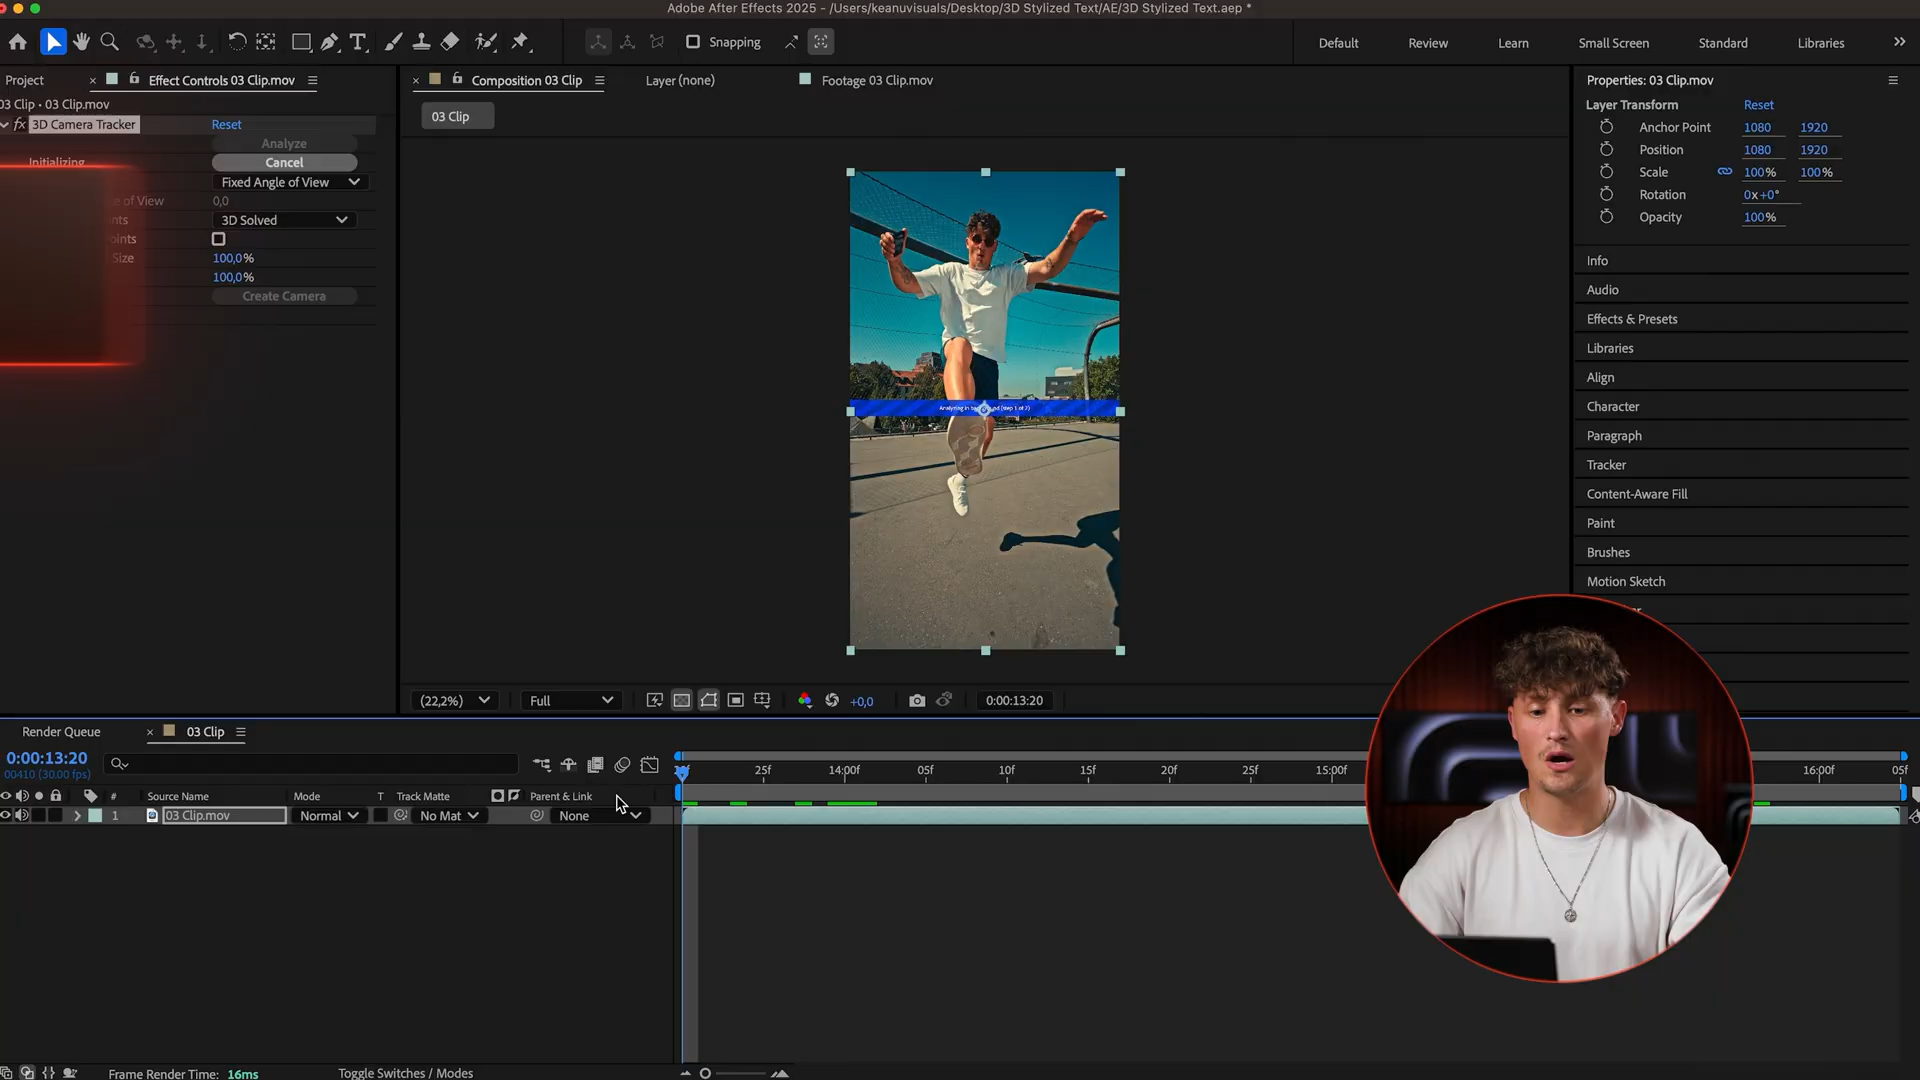 Adobe After Effects 2025 - /Users/keanuvisuals/Desktop/3D Stylized Text/AE/3D Stylized Text.aep *
Snapping
Default
Review
Learn
Small Screen
Standard
Libraries
Project
Effect Controls 03 Clip.mov
Composition 03 Clip
Layer (none)
Footage 03 Clip.mov
Properties: 03 Clip.mov
03 Clip • 03 Clip.mov
03 Clip
fx 3D Camera Tracker
Reset
Analyze
Initializing
Cancel
Fixed Angle of View
e of View
0,0
nts
3D Solved
oints
Size
100,0%
100,0%
Create Camera
Layer Transform
Reset
Anchor Point 1080 1920
Position 1080 1920
Scale 100% 100%
Rotation 0x+0°
Opacity 100%
Info
Audio
Effects & Presets
Libraries
Align
Character
Paragraph
Tracker
Content-Aware Fill
Paint
Brushes
Motion Sketch
(22,2%)
Full
+0,0
0:00:13:20
Render Queue
03 Clip
0:00:13:20
00410 (30.00 fps)
25f
14:00f
05f
10f
15f
20f
25f
15:00f
16:00f
05f
#
Source Name
Mode
T
Track Matte
Parent & Link
1
03 Clip.mov
Normal
No Mat
None
Frame Render Time: 16ms
Toggle Switches / Modes